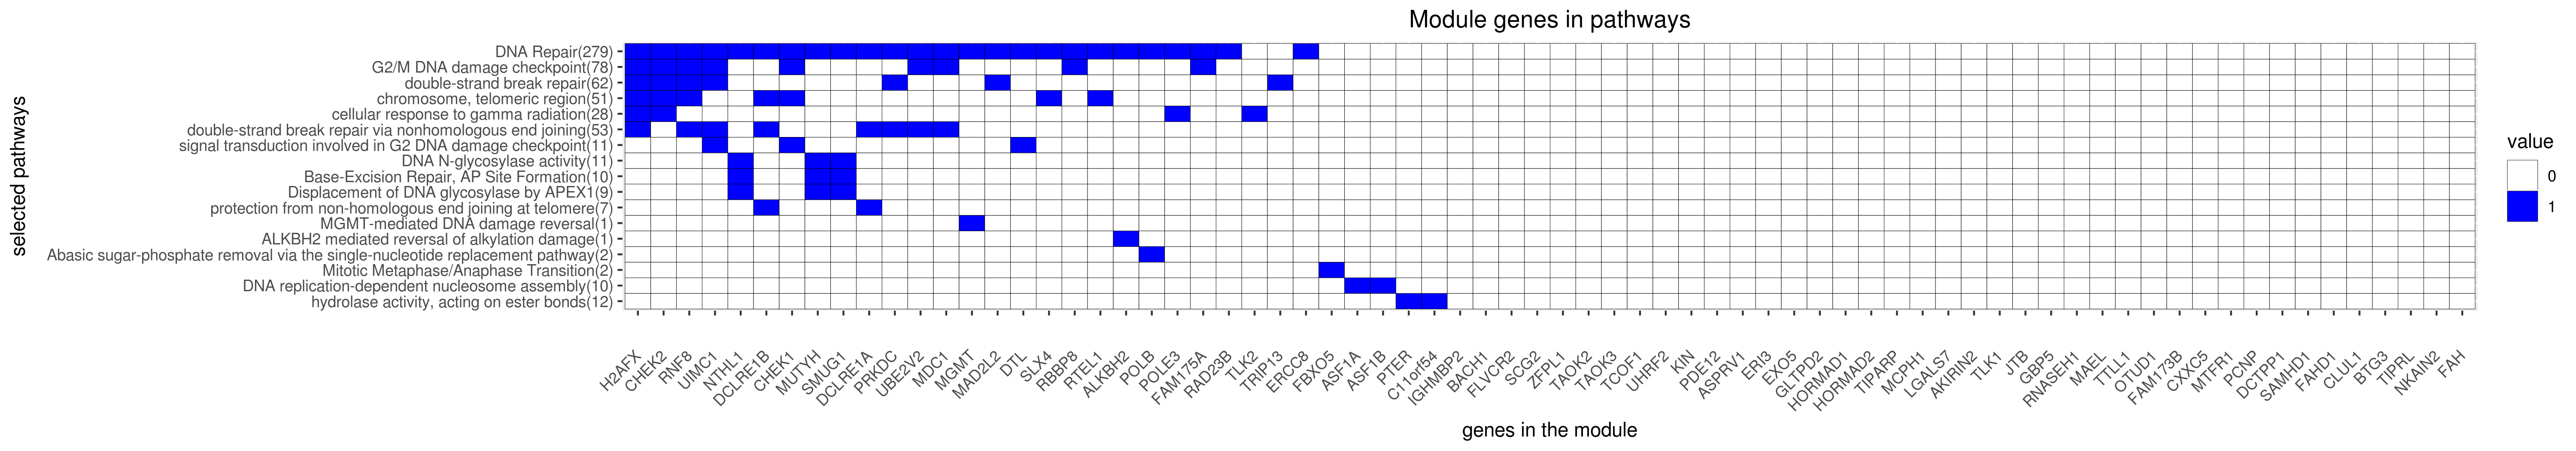 Module genes in pathways
selected pathways
DNA Repair(279)
G2/M DNA damage checkpoint(78)
double-strand break repair(62)
chromosome, telomeric region(51)
cellular response to gamma radiation(28)
double-strand break repair via nonhomologous end joining(53)
signal transduction involved in G2 DNA damage checkpoint(11)
DNA N-glycosylase activity(11)
Base-Excision Repair, AP Site Formation(10)
Displacement of DNA glycosylase by APEX1(9)
protection from non-homologous end joining at telomere(7)
MGMT-mediated DNA damage reversal(1)
ALKBH2 mediated reversal of alkylation damage(1)
Abasic sugar-phosphate removal via the single-nucleotide replacement pathway(2)
Mitotic Metaphase/Anaphase Transition(2)
DNA replication-dependent nucleosome assembly(10)
hydrolase activity, acting on ester bonds(12)
value
0
1
H2AFX
CHEK2
RNF8
UIMC1
NTHL1
DCLRE1B
CHEK1
MUTYH
SMUG1
DCLRE1A
PRKDC
UBE2V2
MDC1
MGMT
MAD2L2
DTL
SLX4
RBBP8
RTEL1
ALKBH2
POLB
POLE3
FAM175A
RAD23B
TLK2
TRIP13
ERCC8
FBXO5
ASF1A
ASF1B
PTER
C11orf54
IGHMBP2
BACH1
FLVCR2
SCG2
ZFPL1
TAOK2
TAOK3
TCOF1
UHRF2
KIN
PDE12
ASPRV1
ERI3
EXO5
GLTPD2
HORMAD1
HORMAD2
TIPARP
MCPH1
LGALS7
AKIRIN2
TLK1
JTB
GBP5
RNASEH1
MAEL
TTLL1
OTUD1
FAM173B
CXXC5
MTFR1
PCNP
DCTPP1
SAMHD1
FAHD1
CLUL1
BTG3
TIPRL
NKAIN2
FAH
genes in the module